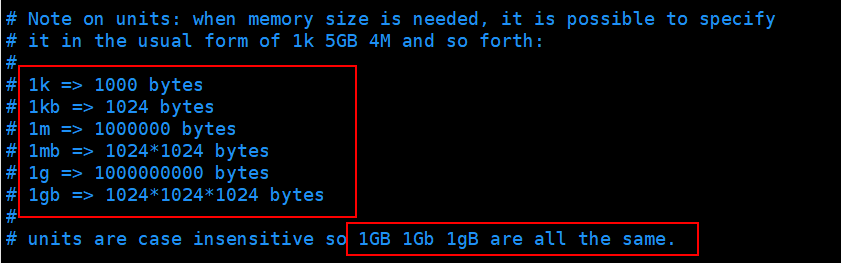 # Note on units: when memory size is needed, it is possible to specify
# it in the usual form of 1k 5GB 4M and so forth:
#
# 1k => 1000 bytes
# 1kb => 1024 bytes
# 1m => 1000000 bytes
# 1mb => 1024*1024 bytes
# 1g => 1000000000 bytes
# 1gb => 1024*1024*1024 bytes
#
# units are case insensitive so 1GB 1Gb 1gB are all the same.